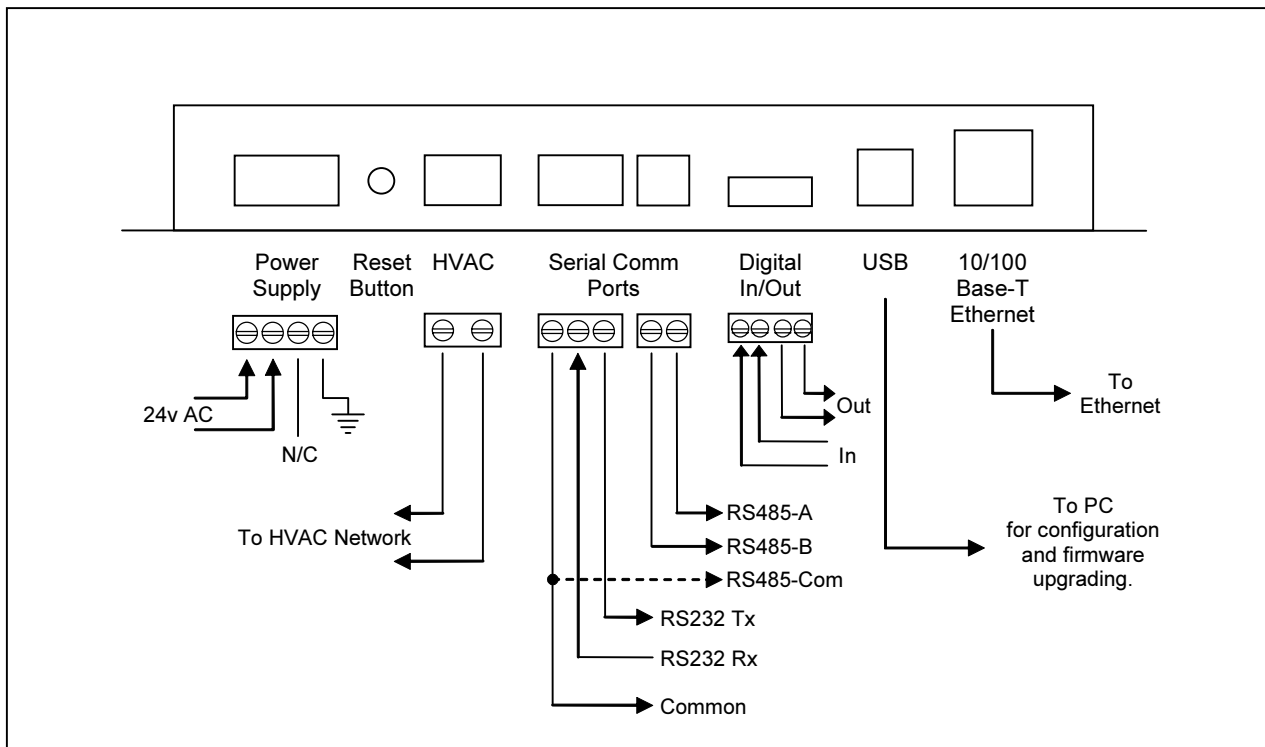 Power
Supply
Reset
Button
HVAC
Serial Comm
Ports
Digital
In/Out
USB
10/100
Base-T
Ethernet
24v AC
N/C
Out
In
To
Ethernet
To HVAC Network
RS485-A
RS485-B
RS485-Com
RS232 Tx
RS232 Rx
Common
To PC
for configuration
and firmware
upgrading.